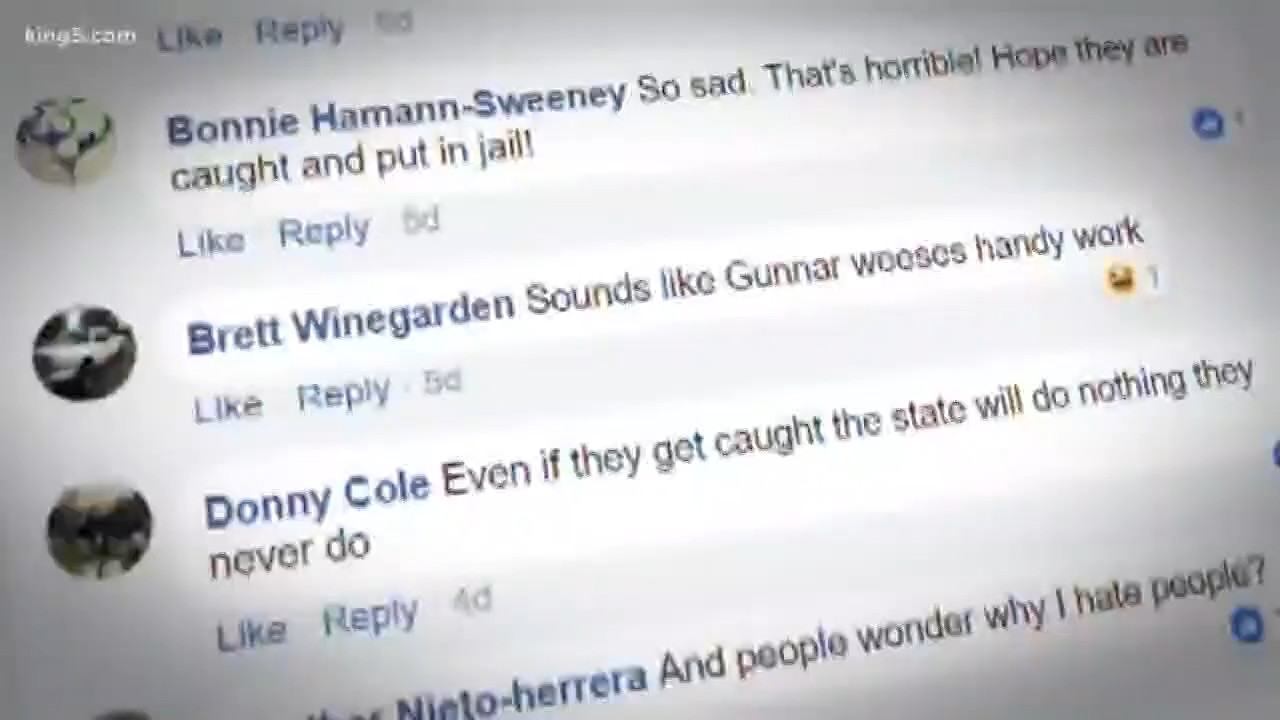 king5.com
Like Reply 5d
Bonnie Hamann-Sweeney So sad. That's horrible! Hope they are
caught and put in jail!
1
Like Reply 5d
Brett Winegarden Sounds like Gunnar weeses handy work
1
Like Reply · 5d
Donny Cole Even if they get caught the state will do nothing they
never do
Like Reply 4d
Nieto-herrera And people wonder why I hate people?